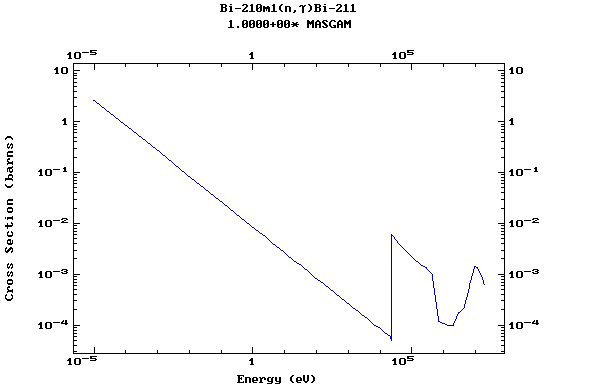 Bi-210m1(n,γ)Bi-211
1.0000+00* MASGAM
10⁻⁵ 1 10⁵
10 10
1 1
10⁻¹ 10⁻¹
10⁻² 10⁻²
10⁻³ 10⁻³
10⁻⁴ 10⁻⁴
10⁻⁵ 1 10⁵
Cross Section (barns)
Energy (eV)